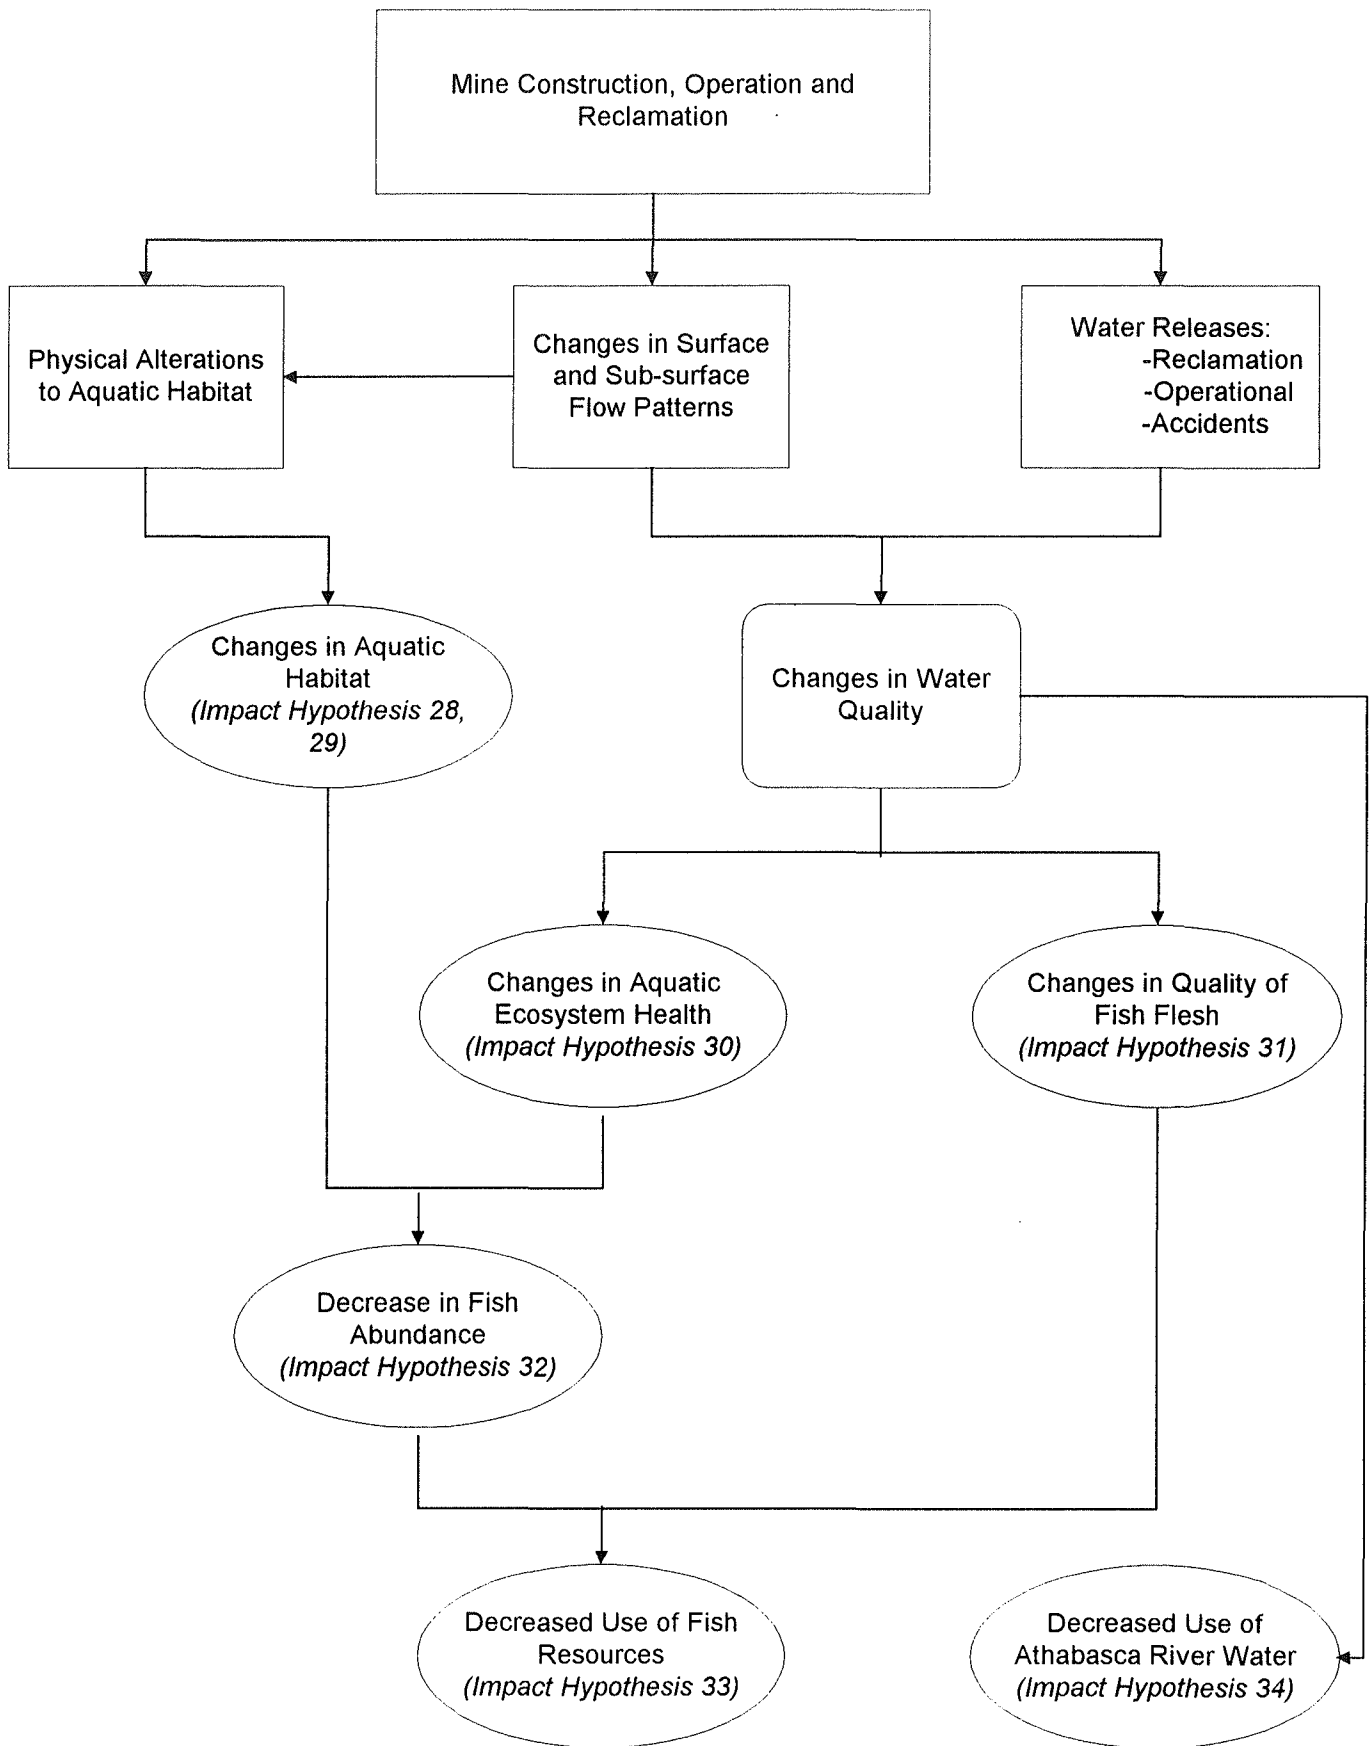 Mine Construction, Operation and
Reclamation
Physical Alterations
to Aquatic Habitat
Changes in Surface
and Sub-surface
Flow Patterns
Water Releases:
-Reclamation
-Operational
-Accidents
Changes in Aquatic
Habitat
(Impact Hypothesis 28,
29)
Changes in Water
Quality
Changes in Aquatic
Ecosystem Health
(Impact Hypothesis 30)
Changes in Quality of
Fish Flesh
(Impact Hypothesis 31)
Decrease in Fish
Abundance
(Impact Hypothesis 32)
Decreased Use of Fish
Resources
(Impact Hypothesis 33)
Decreased Use of
Athabasca River Water
(Impact Hypothesis 34)